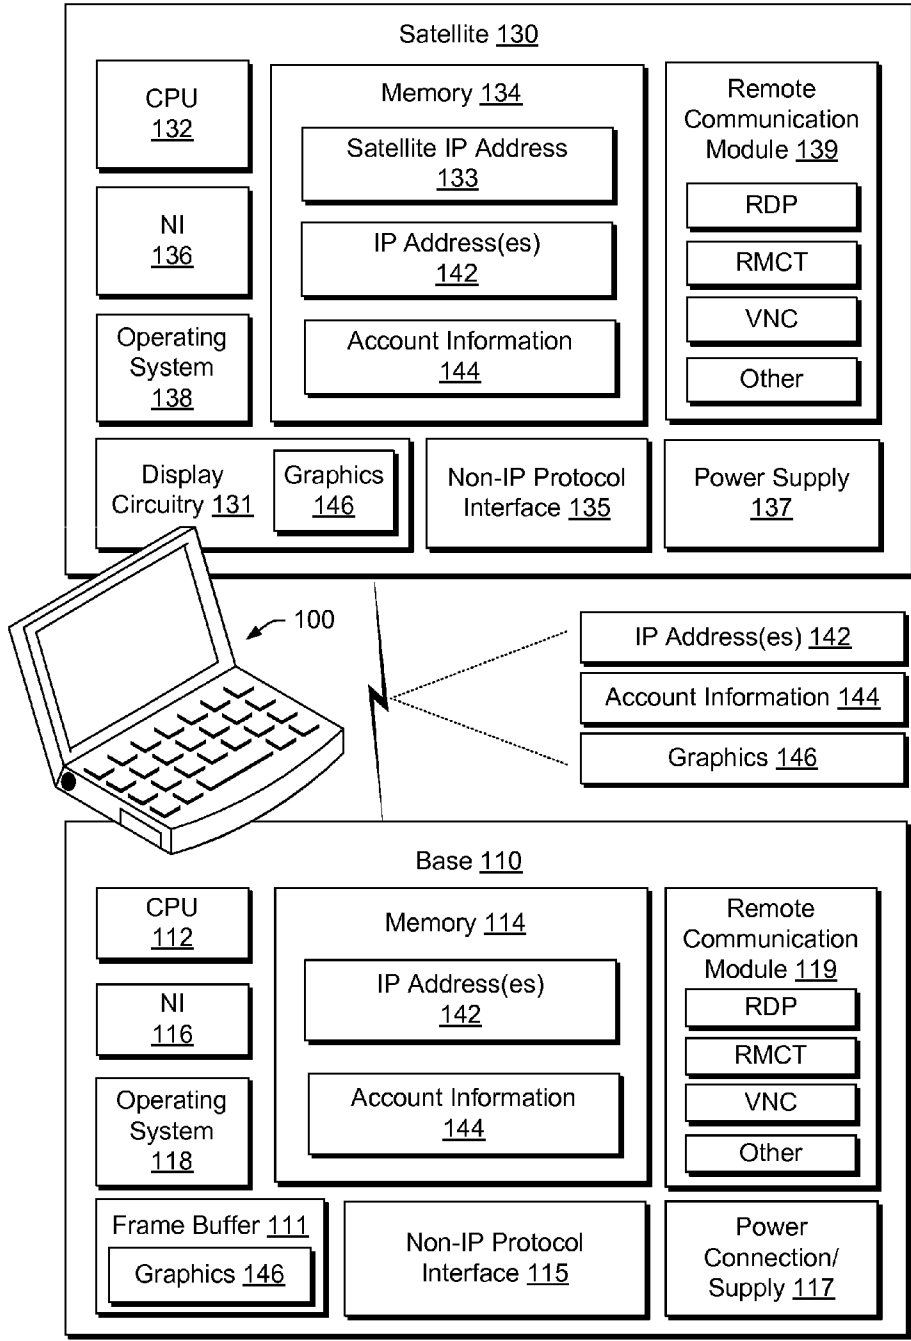 Satellite 130
CPU
132
NI
136
Operating
System
138
Memory 134
Satellite IP Address
133
IP Address(es)
142
Account Information
144
Remote
Communication
Module 139
RDP
RMCT
VNC
Other
Display
Circuitry 131
Graphics
146
Non-IP Protocol
Interface 135
Power Supply
137
100
IP Address(es) 142
Account Information 144
Graphics 146
Base 110
CPU
112
NI
116
Operating
System
118
Memory 114
IP Address(es)
142
Account Information
144
Remote
Communication
Module 119
RDP
RMCT
VNC
Other
Frame Buffer 111
Graphics 146
Non-IP Protocol
Interface 115
Power
Connection/
Supply 117